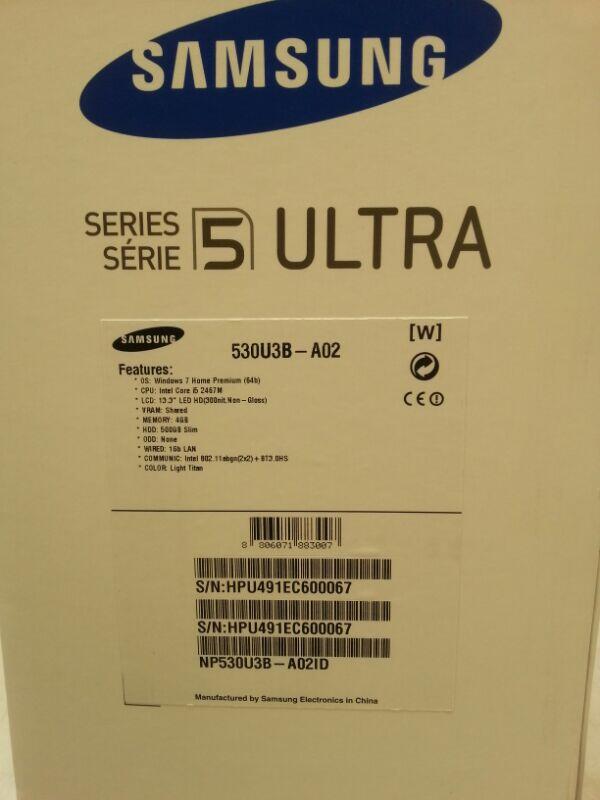 SAMSUNG
SERIES
SÉRIE
5 ULTRA
SAMSUNG
530U3B-A02
[W]
Features:
* OS: Windows 7 Home Premium (64b)
* CPU: Intel Core i5 2467M
* LCD: 13.3" LED HD(300nit,Non-Gloss)
* VRAM: Shared
* MEMORY: 4GB
* HDD: 500GB Slim
* ODD: None
* WIRED: 1Gb LAN
* COMMUNIC: Intel 802.11abgn(2x2)+BT3.0HS
* COLOR: Light Titan
CE
8 806071 883007
S/N:HPU491EC600067
S/N:HPU491EC600067
NP530U3B-A02ID
Manufactured by Samsung Electronics in China